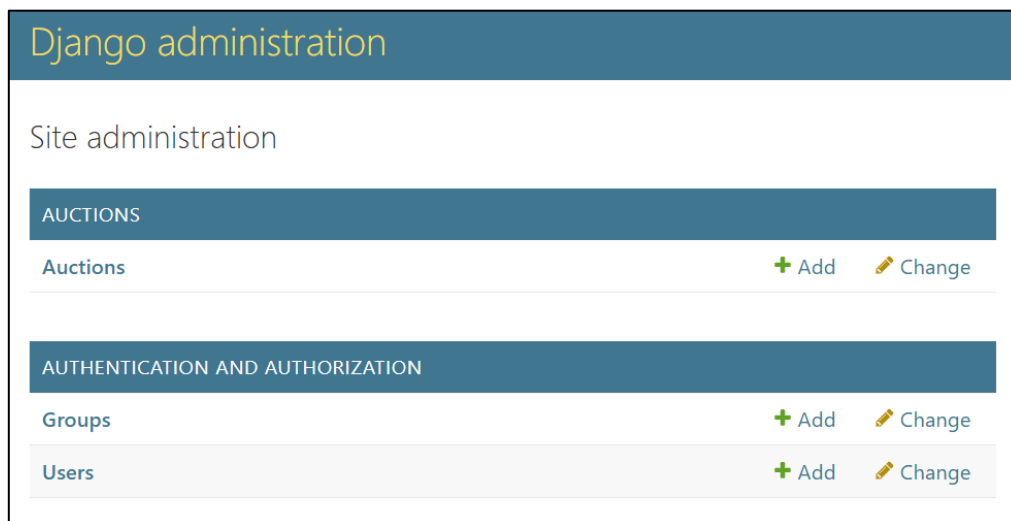 Django administration
Site administration
AUCTIONS
Auctions Add Change
AUTHENTICATION AND AUTHORIZATION
Groups Add Change
Users Add Change